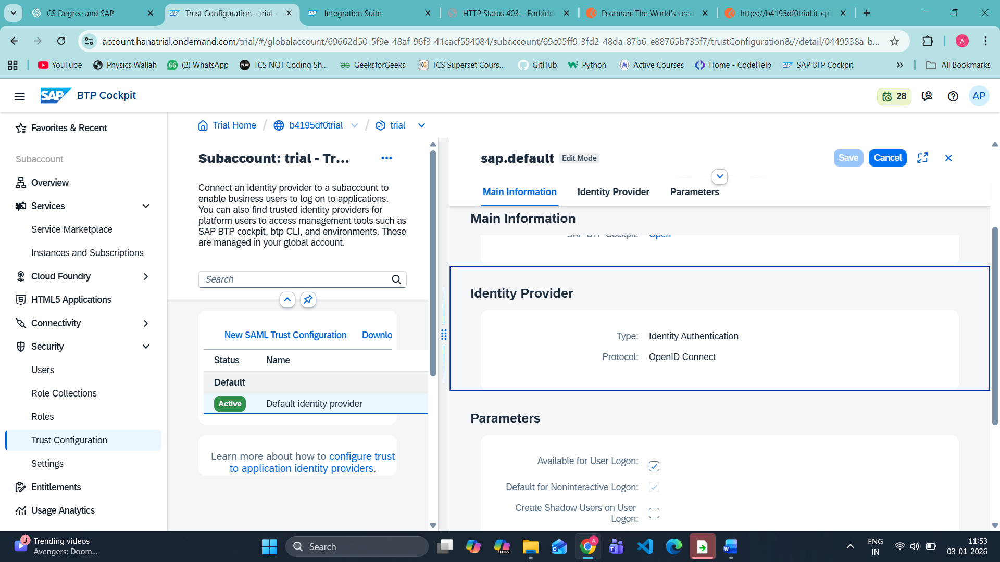 CS Degree and SAP
Trust Configuration - trial
Integration Suite
HTTP Status 403 – Forbidd
Postman: The World's Lead
https://b4195df0trial.it-cpi
account.hanatrial.ondemand.com/trial/#/globalaccount/69662d50-5f9e-48af-96f3-41cacf554084/subaccount/69c05ff9-3fd2-48da-87b6-e88765b735f7/trustConfiguration&//detail/0449538a-b...
A
YouTube
Physics Wallah
(2) WhatsApp
TCS NQT Coding Sh...
GeeksforGeeks
TCS Superset Cours...
GitHub
Python
Active Courses
Home - CodeHelp
SAP BTP Cockpit
All Bookmarks
SAP BTP Cockpit
28
AP
Favorites & Recent
Subaccount
Overview
Services
Service Marketplace
Instances and Subscriptions
Cloud Foundry
HTML5 Applications
Connectivity
Security
Users
Role Collections
Roles
Trust Configuration
Settings
Entitlements
Usage Analytics
Trial Home / b4195df0trial / trial
Subaccount: trial - Tr...
Connect an identity provider to a subaccount to
enable business users to log on to applications.
You can also find trusted identity providers for
platform users to access management tools such as
SAP BTP cockpit, btp CLI, and environments. Those
are managed in your global account.
Search
New SAML Trust Configuration
Downlo
Status Name
Default
Active Default identity provider
Learn more about how to configure trust
to application identity providers.
sap.default Edit Mode
Save
Cancel
Main Information
Identity Provider
Parameters
Main Information
SAP BTP Cockpit: Open
Identity Provider
Type: Identity Authentication
Protocol: OpenID Connect
Parameters
Available for User Logon:
Default for Noninteractive Logon:
Create Shadow Users on User
Logon:
3
Trending videos
Avengers: Doom...
Search
M365
A
ENG
IN
11:53
03-01-2026